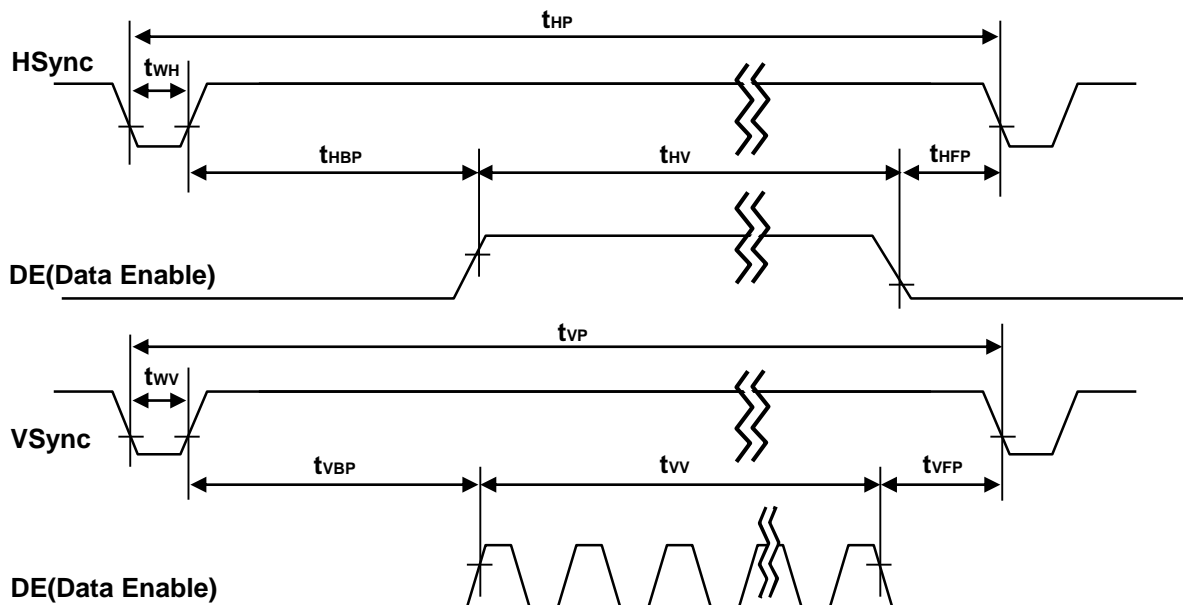 tHP
HSync
tWH
tHBP
tHV
tHFP
DE(Data Enable)
tVP
tWV
VSync
tVBP
tVV
tVFP
DE(Data Enable)